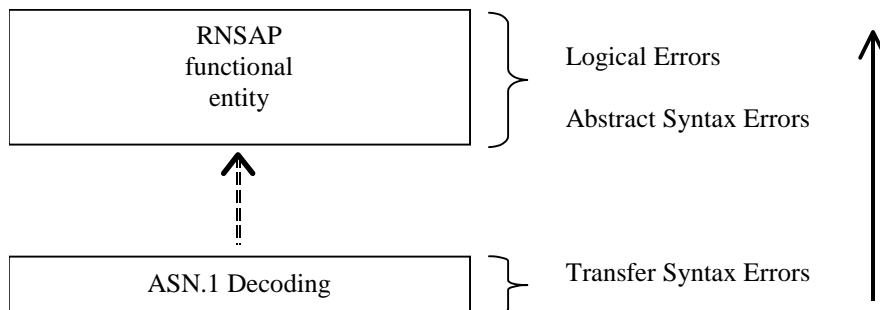 RNSAP
functional
entity
Logical Errors
Abstract Syntax Errors
ASN.1 Decoding
Transfer Syntax Errors